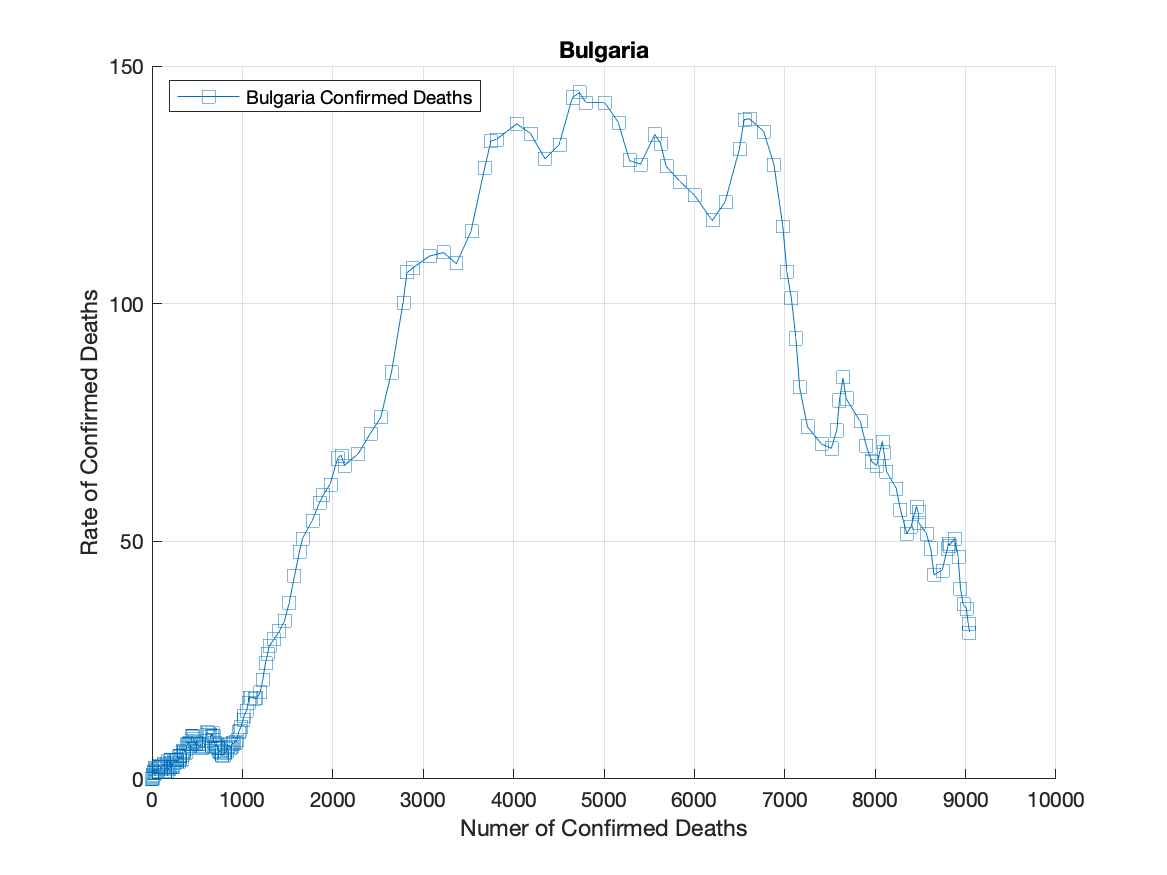 Bulgaria
Bulgaria Confirmed Deaths
150
100
50
0
Rate of Confirmed Deaths
0 1000 2000 3000 4000 5000 6000 7000 8000 9000 10000
Numer of Confirmed Deaths